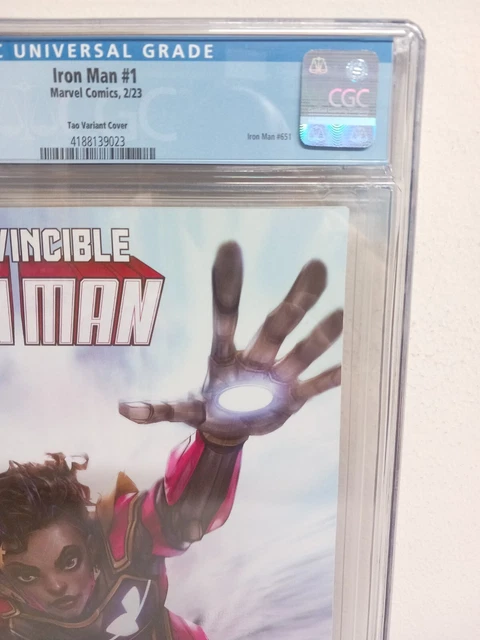 C UNIVERSAL GRADE
Iron Man #1
Marvel Comics, 2/23
Tao Variant Cover
Iron Man #651
4188139023
CGC
VINCIBLE
MAN